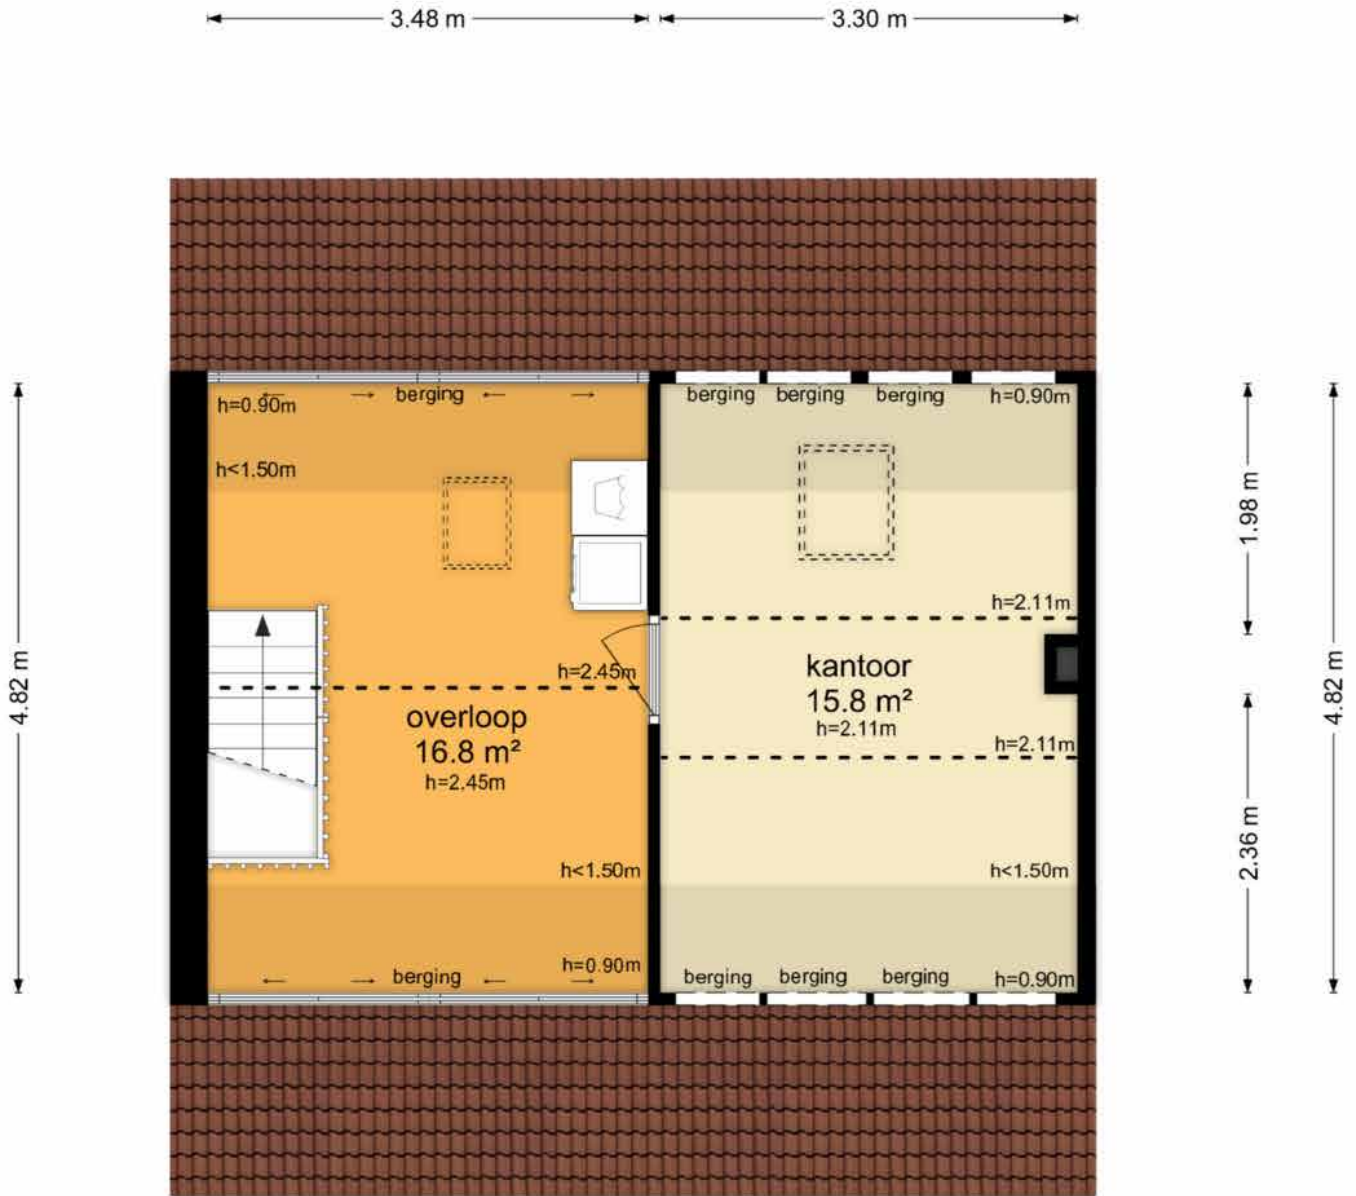 3.48 m
3.30 m
berging
h=0.90m
berging berging berging h=0.90m
h<1.50m
1.98 m
h=2.11m
4.82 m
4.82 m
h=2.45m
kantoor
15.8 m²
h=2.11m
overloop
16.8 m²
h=2.45m
h=2.11m
2.36 m
h<1.50m
h<1.50m
berging
h=0.90m
berging berging berging h=0.90m